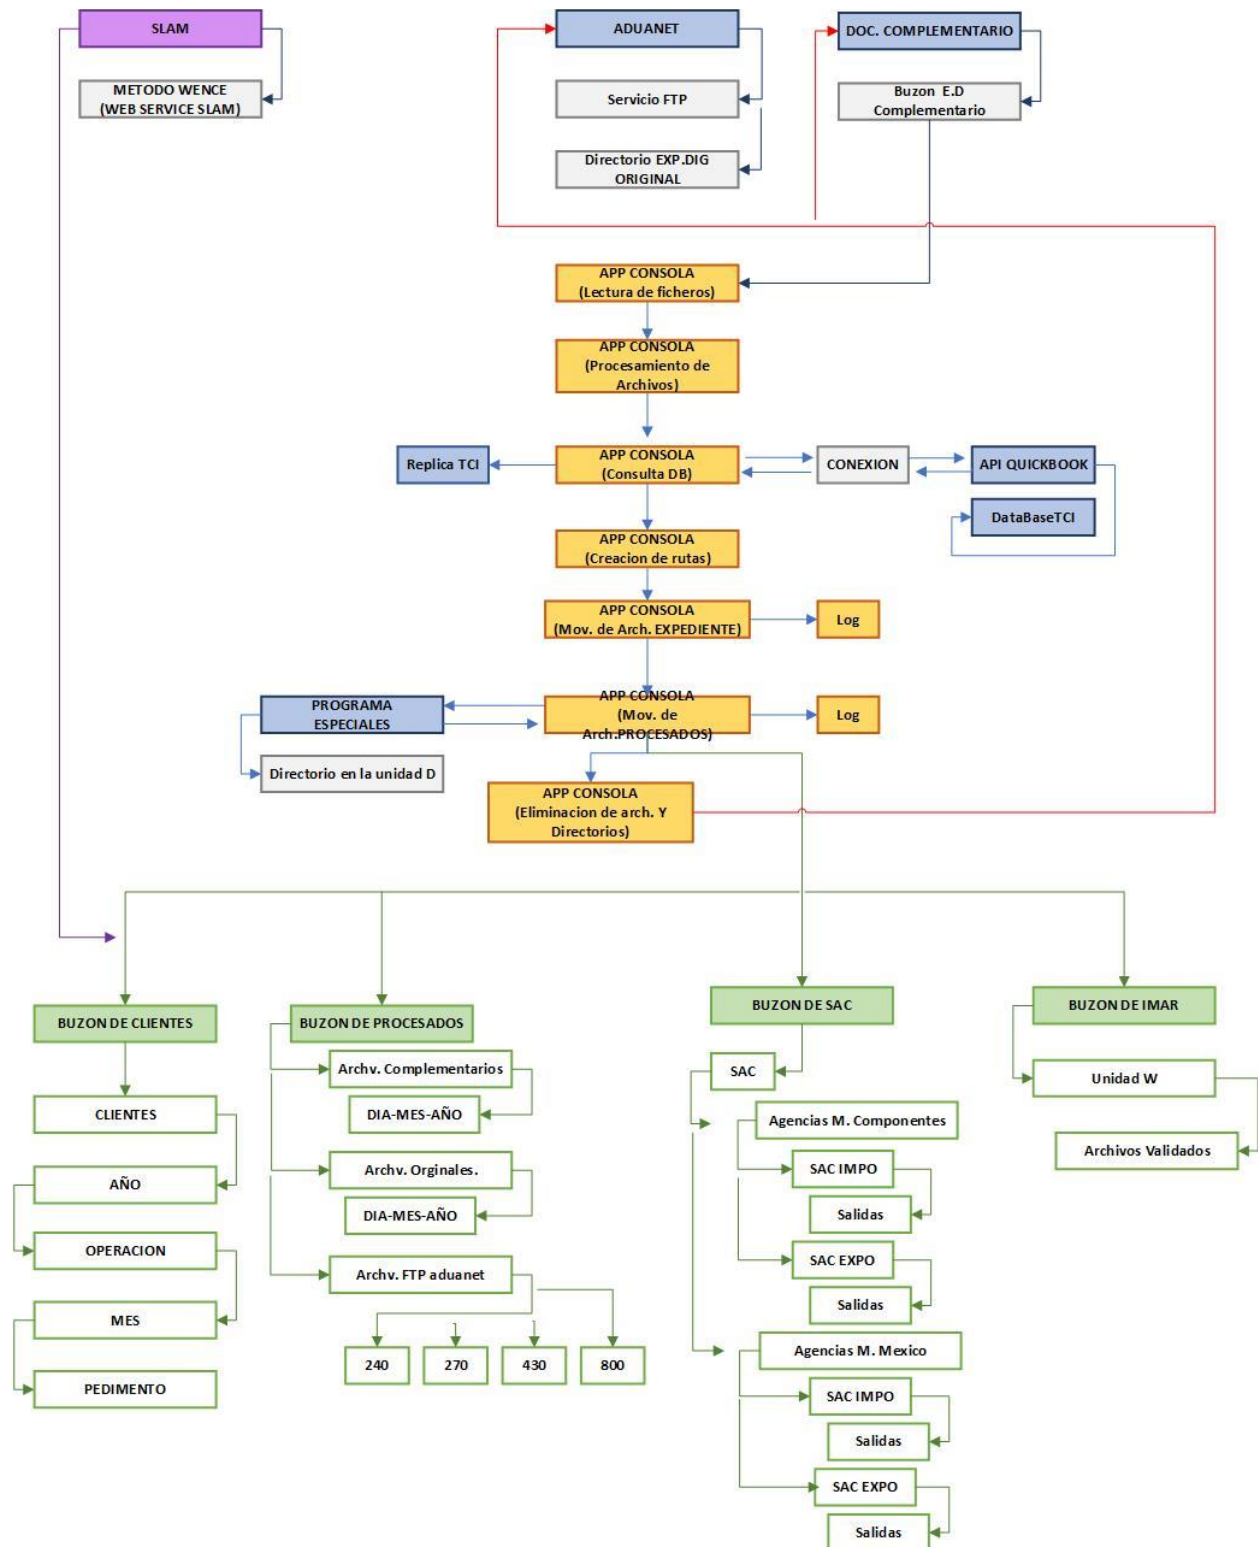 SLAM
ADUANET
DOC. COMPLEMENTARIO
METODO WENCE
(WEB SERVICE SLAM)
Servicio FTP
Buzon E.D
Complementario
Directorio EXP.DIG
ORIGINAL
APP CONSOLA
(Lectura de ficheros)
APP CONSOLA
(Procesamiento de
Archivos)
Replica TCI
APP CONSOLA
(Consulta DB)
CONEXION
API QUICKBOOK
DataBaseTCI
APP CONSOLA
(Creacion de rutas)
APP CONSOLA
(Mov. de Arch. EXPEDIENTE)
Log
PROGRAMA
ESPECIALES
APP CONSOLA
(Mov. de
Arch.PROCESADOS)
Log
Directorio en la unidad D
APP CONSOLA
(Eliminacion de arch. Y
Directorios)
BUZON DE CLIENTES
BUZON DE PROCESADOS
BUZON DE SAC
BUZON DE IMAR
CLIENTES
AÑO
OPERACION
MES
PEDIMENTO
Archv. Complementarios
DIA-MES-AÑO
Archv. Orginales.
DIA-MES-AÑO
Archv. FTP aduanet
240
270
430
800
SAC
Agencias M. Componentes
SAC IMPO
Salidas
SAC EXPO
Salidas
Agencias M. Mexico
SAC IMPO
Salidas
SAC EXPO
Salidas
Unidad W
Archivos Validados